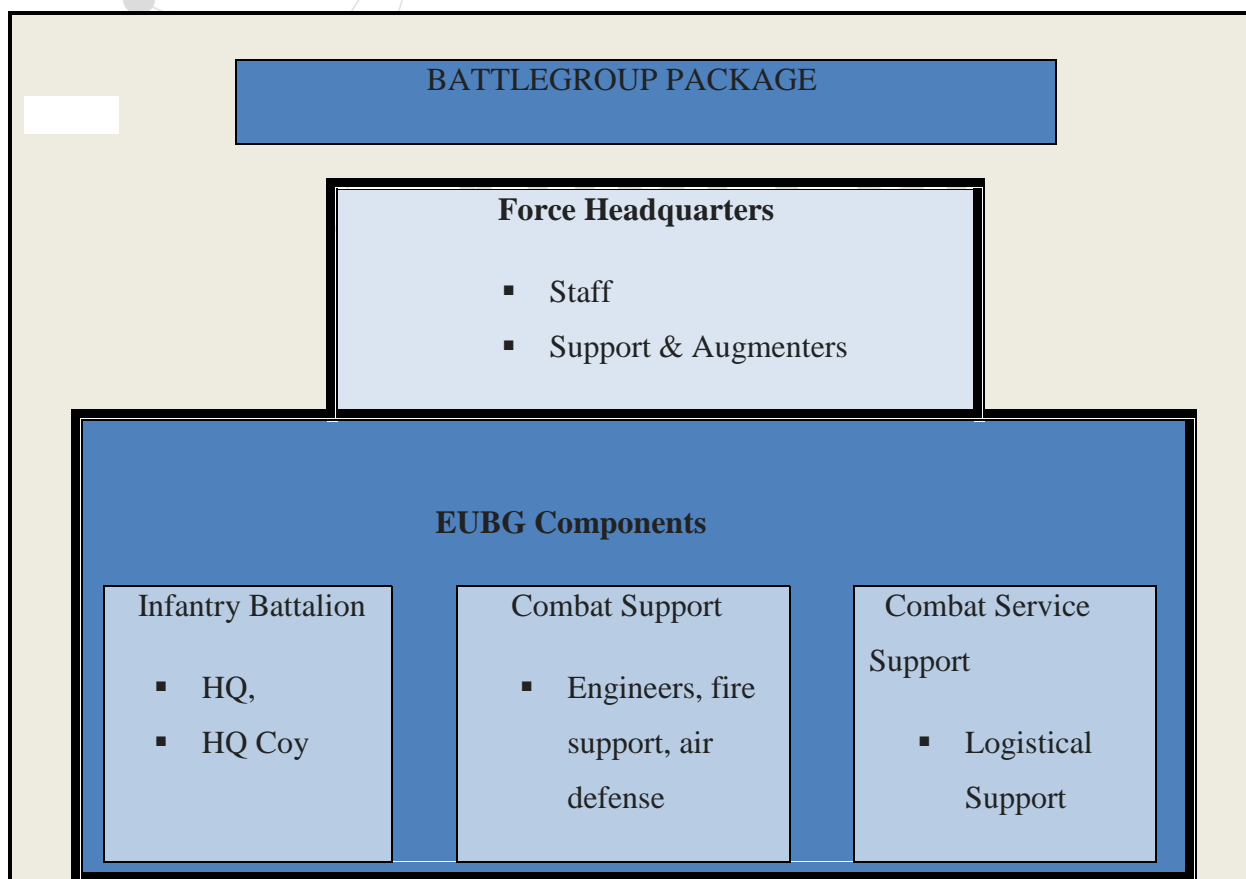 BATTLEGROUP PACKAGE
Force Headquarters
▪ Staff
▪ Support & Augmenters
EUBG Components
Infantry Battalion
▪ HQ,
▪ HQ Coy
Combat Support
▪ Engineers, fire
support, air
defense
Combat Service
Support
▪ Logistical
Support